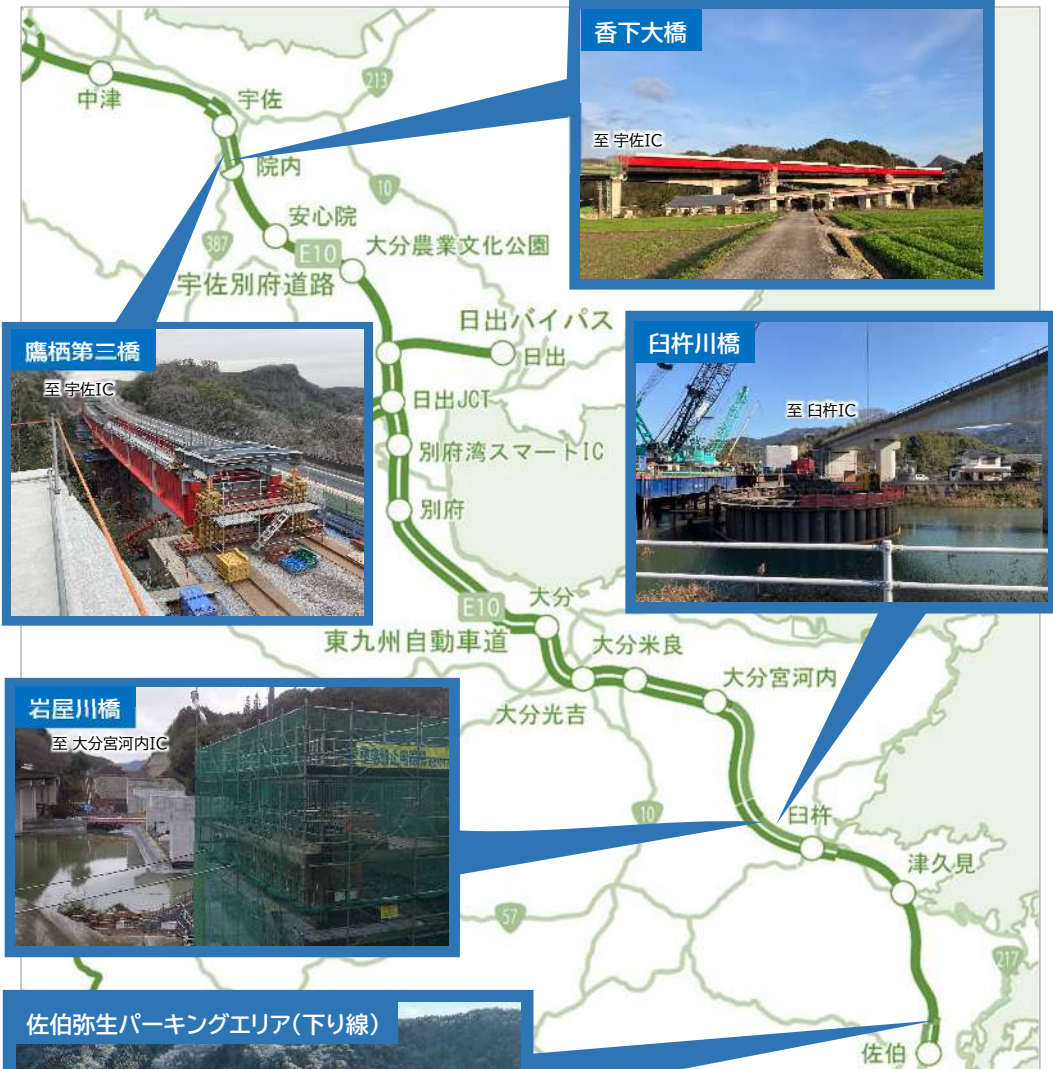 香下大橋
至 宇佐IC
中津
宇佐
213
院内
10
安心院
387
E10
大分農業文化公園
宇佐別府道路
日出バイパス
日出
鷹栖第三橋
至 宇佐IC
臼杵川橋
至 臼杵IC
日出JCT
別府湾スマートIC
別府
E10
大分
東九州自動車道
大分米良
大分宮河内
大分光吉
岩屋川橋
至 大分宮河内IC
10
臼杵
津久見
57
217
佐伯弥生パーキングエリア(下り線)
佐伯